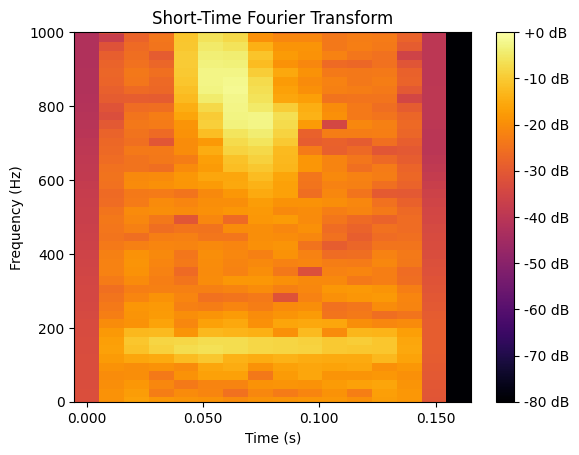 Short-Time Fourier Transform
1000
800
600
400
200
0
Frequency (Hz)
0.000
0.050
0.100
0.150
Time (s)
+0 dB
-10 dB
-20 dB
-30 dB
-40 dB
-50 dB
-60 dB
-70 dB
-80 dB